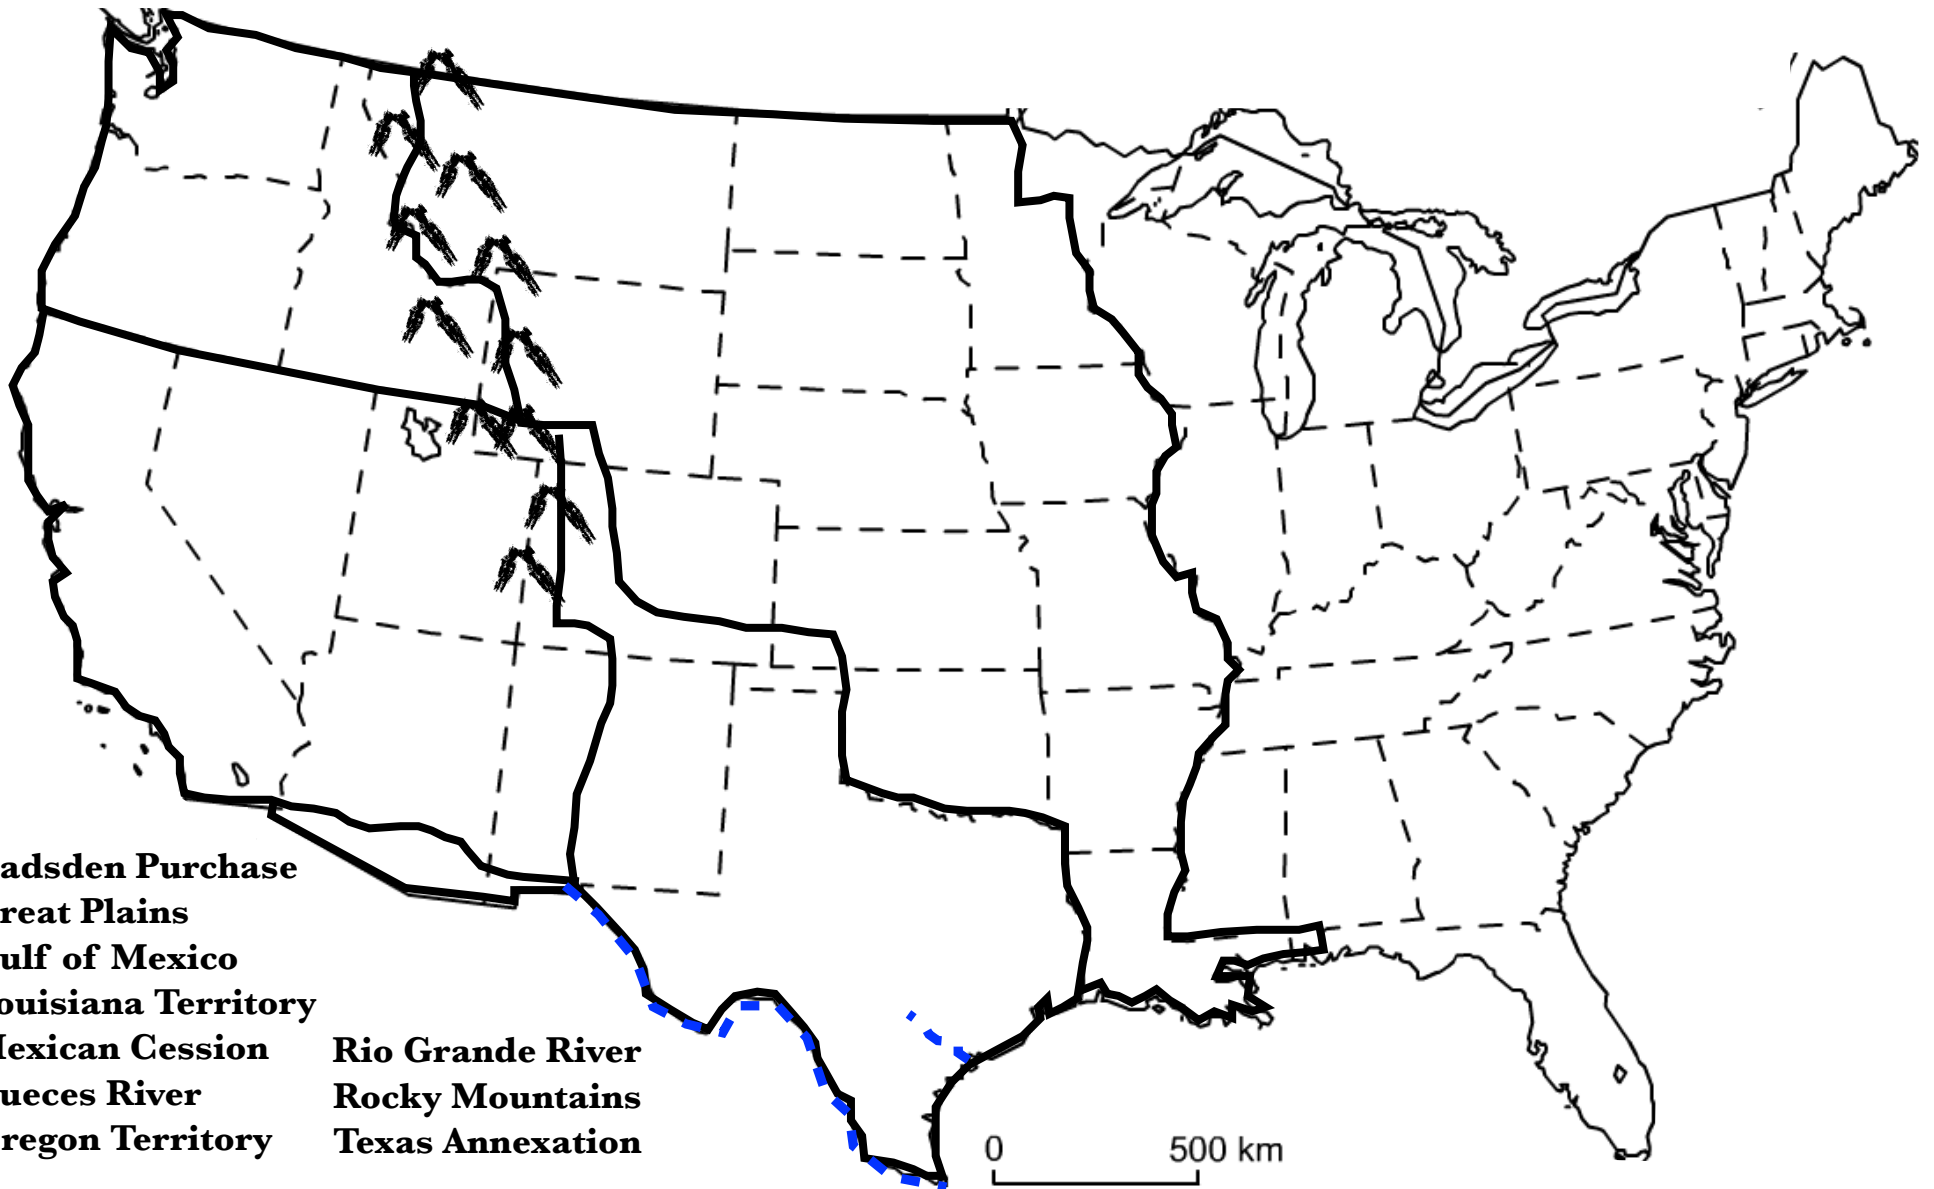 adsden Purchase
reat Plains
ulf of Mexico
ouisiana Territory
lexican Cession
ueces River
regon Territory
Rio Grande River
Rocky Mountains
Texas Annexation
0 500 km